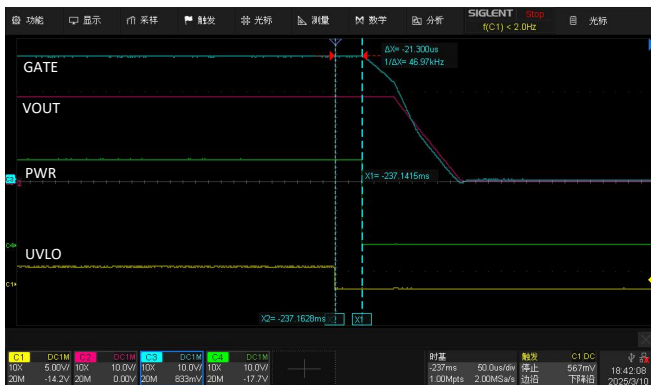 功能 显示 采样 触发 光标 测量 数学 分析 SIGLENT Stop 光标
f(C1) < 2.0Hz
ΔX= -21.300us
1/ΔX= 46.97kHz
GATE
VOUT
PWR
X1= -237.1415ms
C3
2
C4
UVLO
C1
X2= -237.1628ms X1
C1 DC1M C2 DC1M C3 DC1M C4 DC1M 时基 触发 C1 DC
10X 5.00V/ 10X 10.0V/ 10X 10.0V/ 10X 10.0V/ -237ms 50.0us/div 停止 567mV
20M -14.2V 20M 0.00V 20M 833mV 20M -17.7V 1.00Mpts 2.00MSa/s 边沿 下降沿
18:42:08
2025/3/10